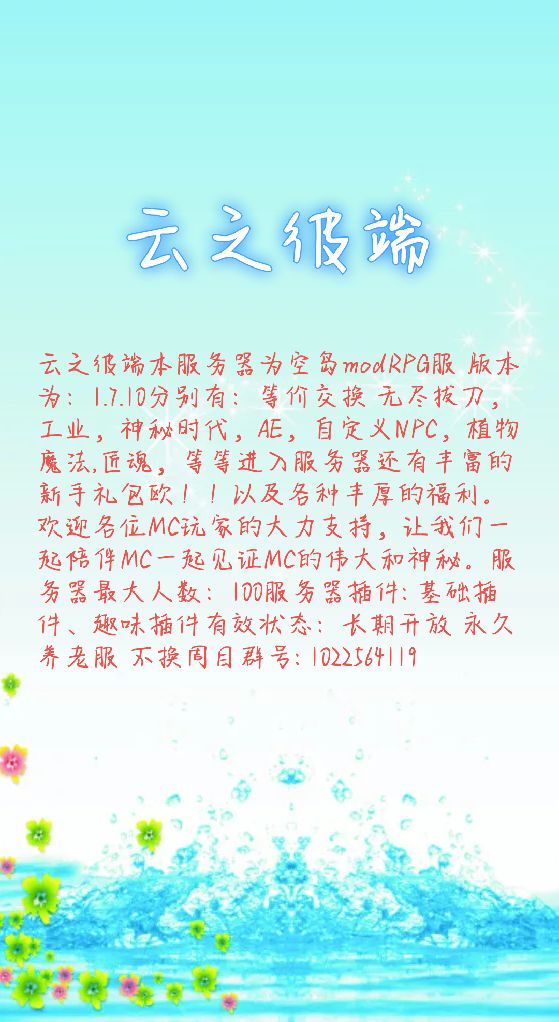 云之彼端
云之彼端本服务器为空岛modRPG服 版本
为：1.7.10分别有：等价交换 无尽拔刀，
工业，神秘时代，AE，自定义NPC，植物
魔法.匠魂，等等进入服务器还有丰富的
新手礼包欧！！以及各种丰厚的福利。
欢迎各位MC玩家的大力支持，让我们一
起陪伴MC一起见证MC的伟大和神秘。服
务器最大人数：100服务器插件: 基础插
件、趣味插件有效状态：长期开放 永久
养老服 不换周目群号: 1022564119